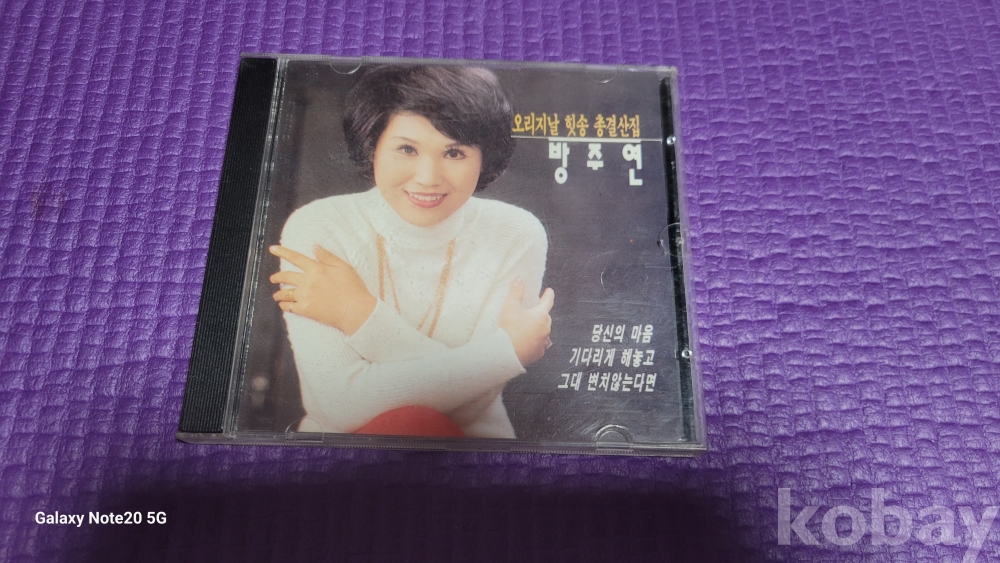 오리지날 힛송 총결산집
방주연
당신의 마음
기다리게 해놓고
그대 변치않는다면
Galaxy Note20 5G
kobay